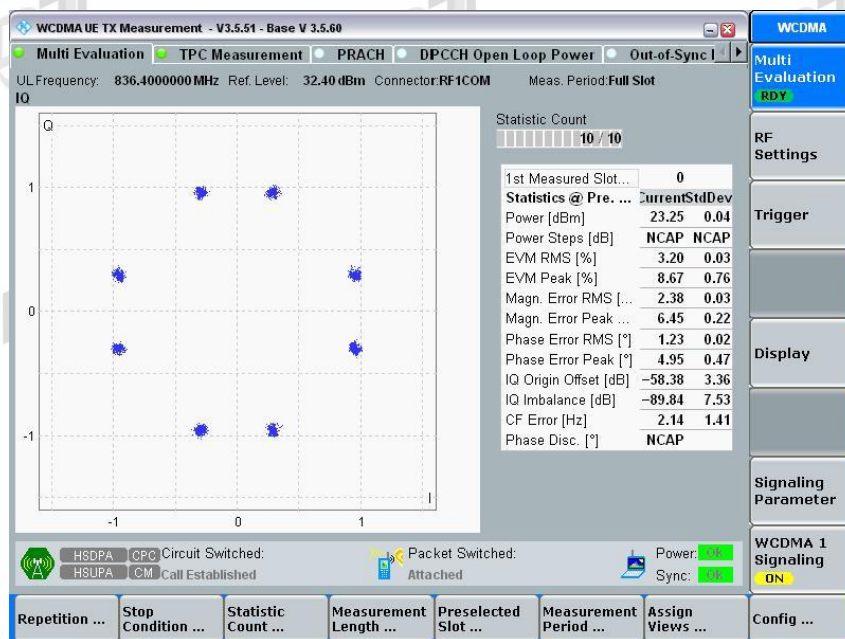 WCDMA UE TX Measurement - V3.5.51 - Base V 3.5.60
WCDMA
Multi Evaluation TPC Measurement PRACH DPCCH Open Loop Power Out-of-Sync
UL Frequency: 836.4000000 MHz Ref. Level: 32.40 dBm Connector:RF1COM Meas. Period:Full Slot
IQ
Q
1
0
-1
-1 0 1
I
Statistic Count
10 / 10
1st Measured Slot... 0
Statistics @ Pre. ... Current StdDev
Power [dBm] 23.25 0.04
Power Steps [dB] NCAP NCAP
EVM RMS [%] 3.20 0.03
EVM Peak [%] 8.67 0.76
Magn. Error RMS [... 2.38 0.03
Magn. Error Peak ... 6.45 0.22
Phase Error RMS [°] 1.23 0.02
Phase Error Peak [°] 4.95 0.47
IQ Origin Offset [dB] −58.38 3.36
IQ Imbalance [dB] −89.84 7.53
CF Error [Hz] 2.14 1.41
Phase Disc. [°] NCAP
Multi
Evaluation
RDY
RF
Settings
Trigger
Display
Signaling
Parameter
WCDMA 1
Signaling
ON
HSDPA CPC Circuit Switched: Packet Switched: Power: OK
HSUPA CM Call Established Attached Sync: OK
Repetition ...
Stop
Condition ...
Statistic
Count ...
Measurement
Length ...
Preselected
Slot ...
Measurement
Period ...
Assign
Views ...
Config ...